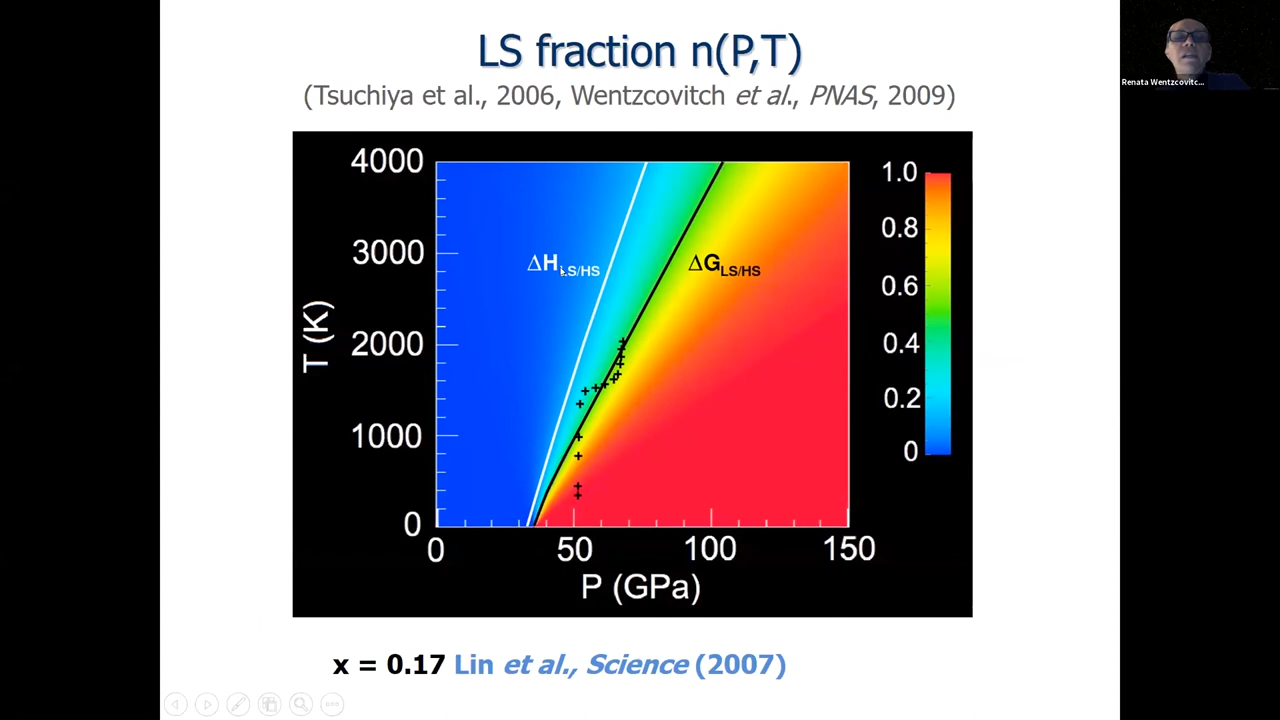 LS fraction n(P,T)
(Tsuchiya et al., 2006, Wentzcovitch et al., PNAS, 2009)
Renata Wentzcovitc...
4000
3000
2000
1000
0
T (K)
0
50
100
150
P (GPa)
ΔH LS/HS
ΔG LS/HS
1.0
0.8
0.6
0.4
0.2
0
x = 0.17 Lin et al., Science (2007)